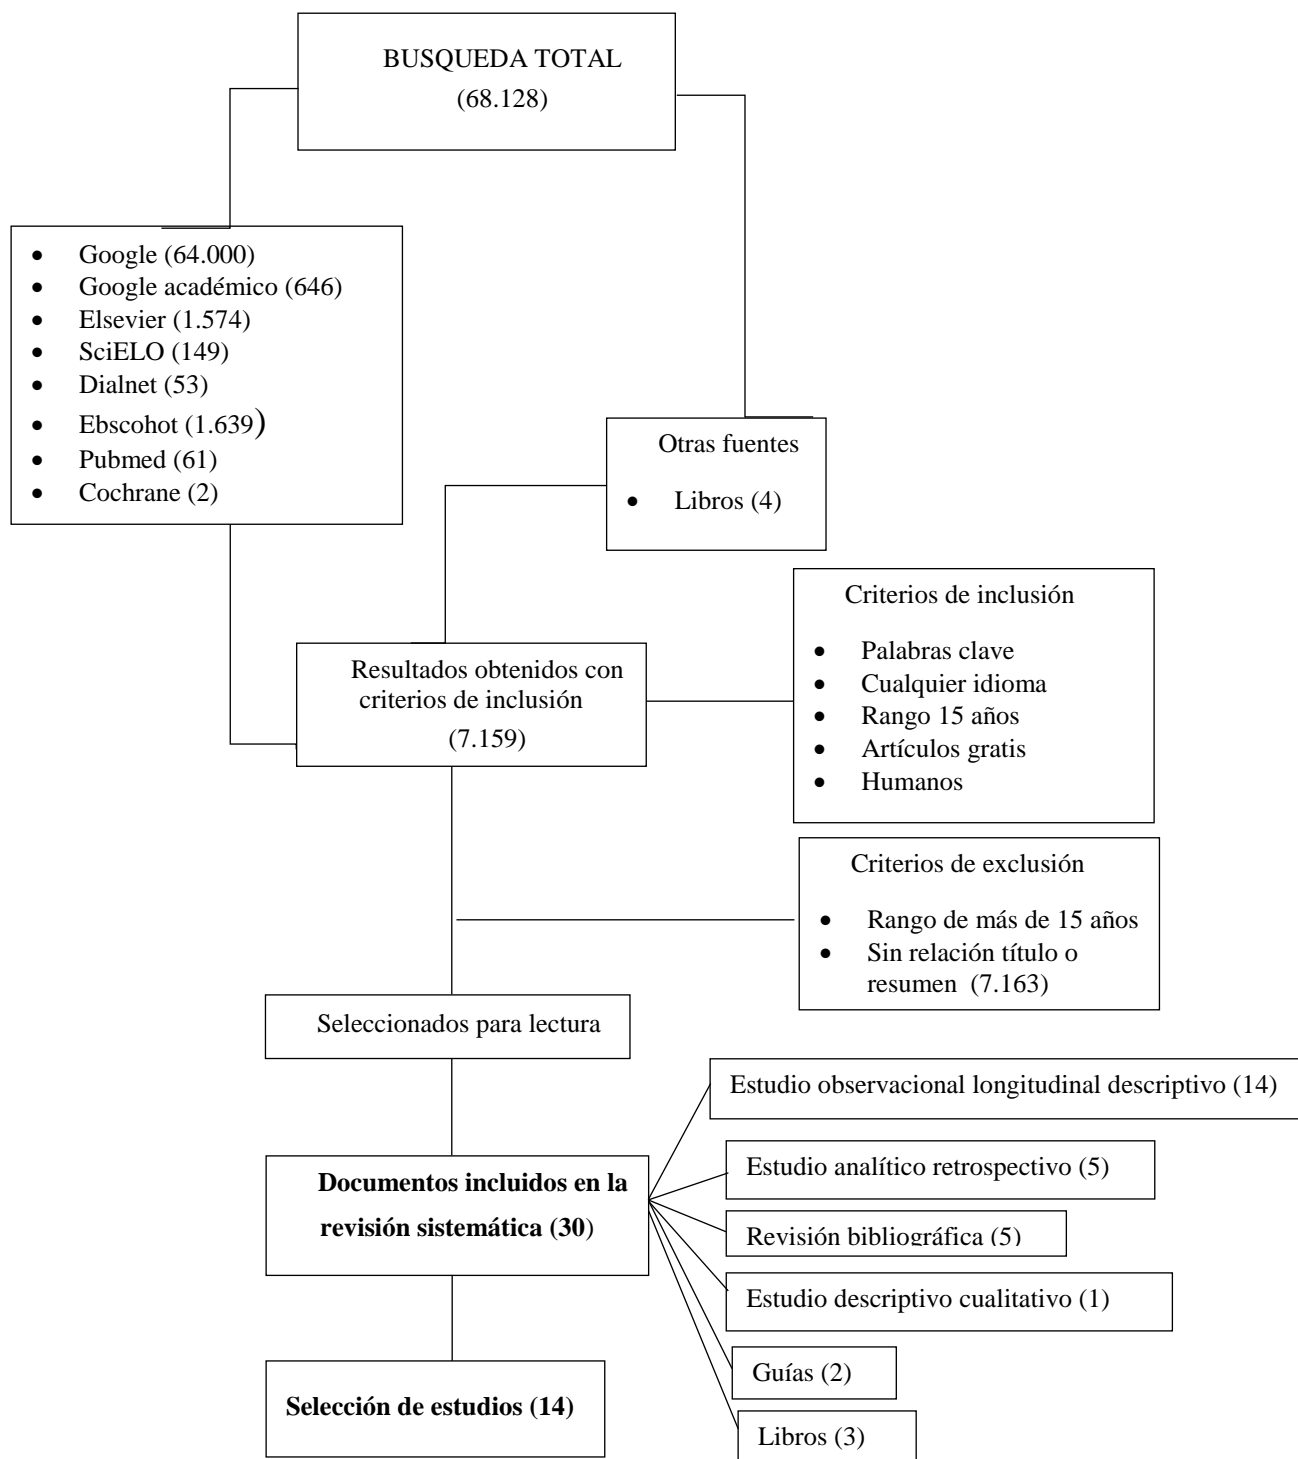 BUSQUEDA TOTAL
(68.128)
• Google (64.000)
• Google académico (646)
• Elsevier (1.574)
• SciELO (149)
• Dialnet (53)
• Ebscohot (1.639)
• Pubmed (61)
• Cochrane (2)
Otras fuentes
• Libros (4)
Resultados obtenidos con
criterios de inclusión
(7.159)
Criterios de inclusión
• Palabras clave
• Cualquier idioma
• Rango 15 años
• Artículos gratis
• Humanos
Criterios de exclusión
• Rango de más de 15 años
• Sin relación título o
resumen (7.163)
Seleccionados para lectura
Documentos incluidos en la
revisión sistemática (30)
Estudio observacional longitudinal descriptivo (14)
Estudio analítico retrospectivo (5)
Revisión bibliográfica (5)
Estudio descriptivo cualitativo (1)
Guías (2)
Libros (3)
Selección de estudios (14)